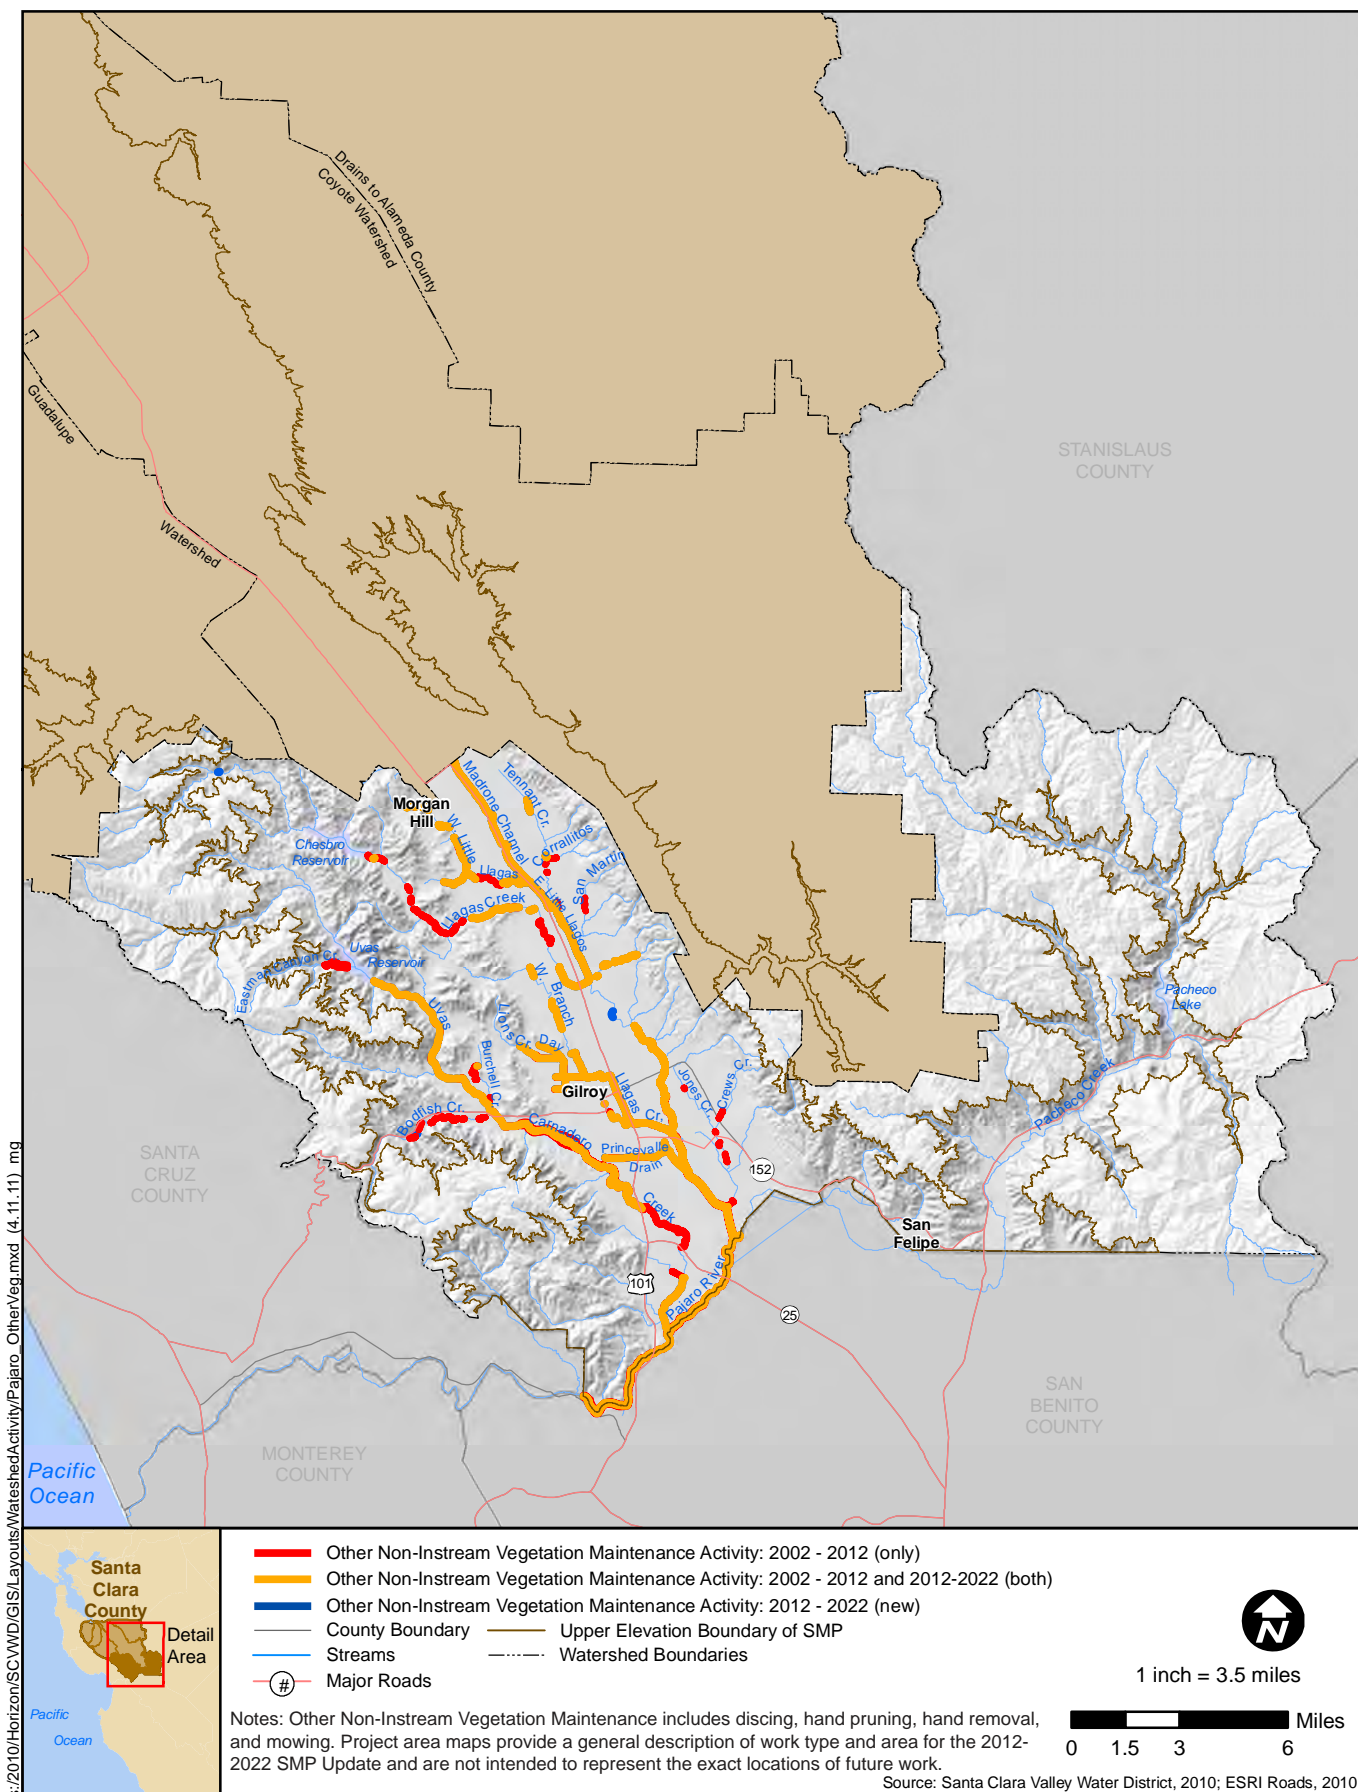 Drains to Alameda County
Coyote Watershed
Guadalupe
Watershed
STANISLAUS
COUNTY
Morgan
Hill
Madrone Channel
Tennant Cr.
Corrallitos
San Martin
Chesbro
Reservoir
W. Little
Llagas
E. Little Llagos
Llagas Creek
Uvas
Reservoir
Eastman Canyon Cr.
Uvas
W. Branch
Lions Cr.
Day
Burchell Cr.
Gilroy
Llagas Cr.
Jones Cr.
Crews Cr.
Bodfish Cr.
Carnadero
Creek
Princevalle
Drain
Pacheco
Lake
Pacheco Creek
SANTA
CRUZ
COUNTY
152
San
Felipe
101
Pajaro River
25
SAN
BENITO
COUNTY
MONTEREY
COUNTY
Pacific
Ocean
:/2010/Horizon/SCVWD/GIS/Layouts/WateshedActivity/Pajaro_OtherVeg.mxd (4.11.11) mg
Santa
Clara
County
Detail
Area
Pacific
Ocean
Other Non-Instream Vegetation Maintenance Activity: 2002 - 2012 (only)
Other Non-Instream Vegetation Maintenance Activity: 2002 - 2012 and 2012-2022 (both)
Other Non-Instream Vegetation Maintenance Activity: 2012 - 2022 (new)
County Boundary Upper Elevation Boundary of SMP
Streams Watershed Boundaries
# Major Roads
N
1 inch = 3.5 miles
Miles
0 1.5 3 6
Notes: Other Non-Instream Vegetation Maintenance includes discing, hand pruning, hand removal,
and mowing. Project area maps provide a general description of work type and area for the 2012-
2022 SMP Update and are not intended to represent the exact locations of future work.
Source: Santa Clara Valley Water District, 2010; ESRI Roads, 2010